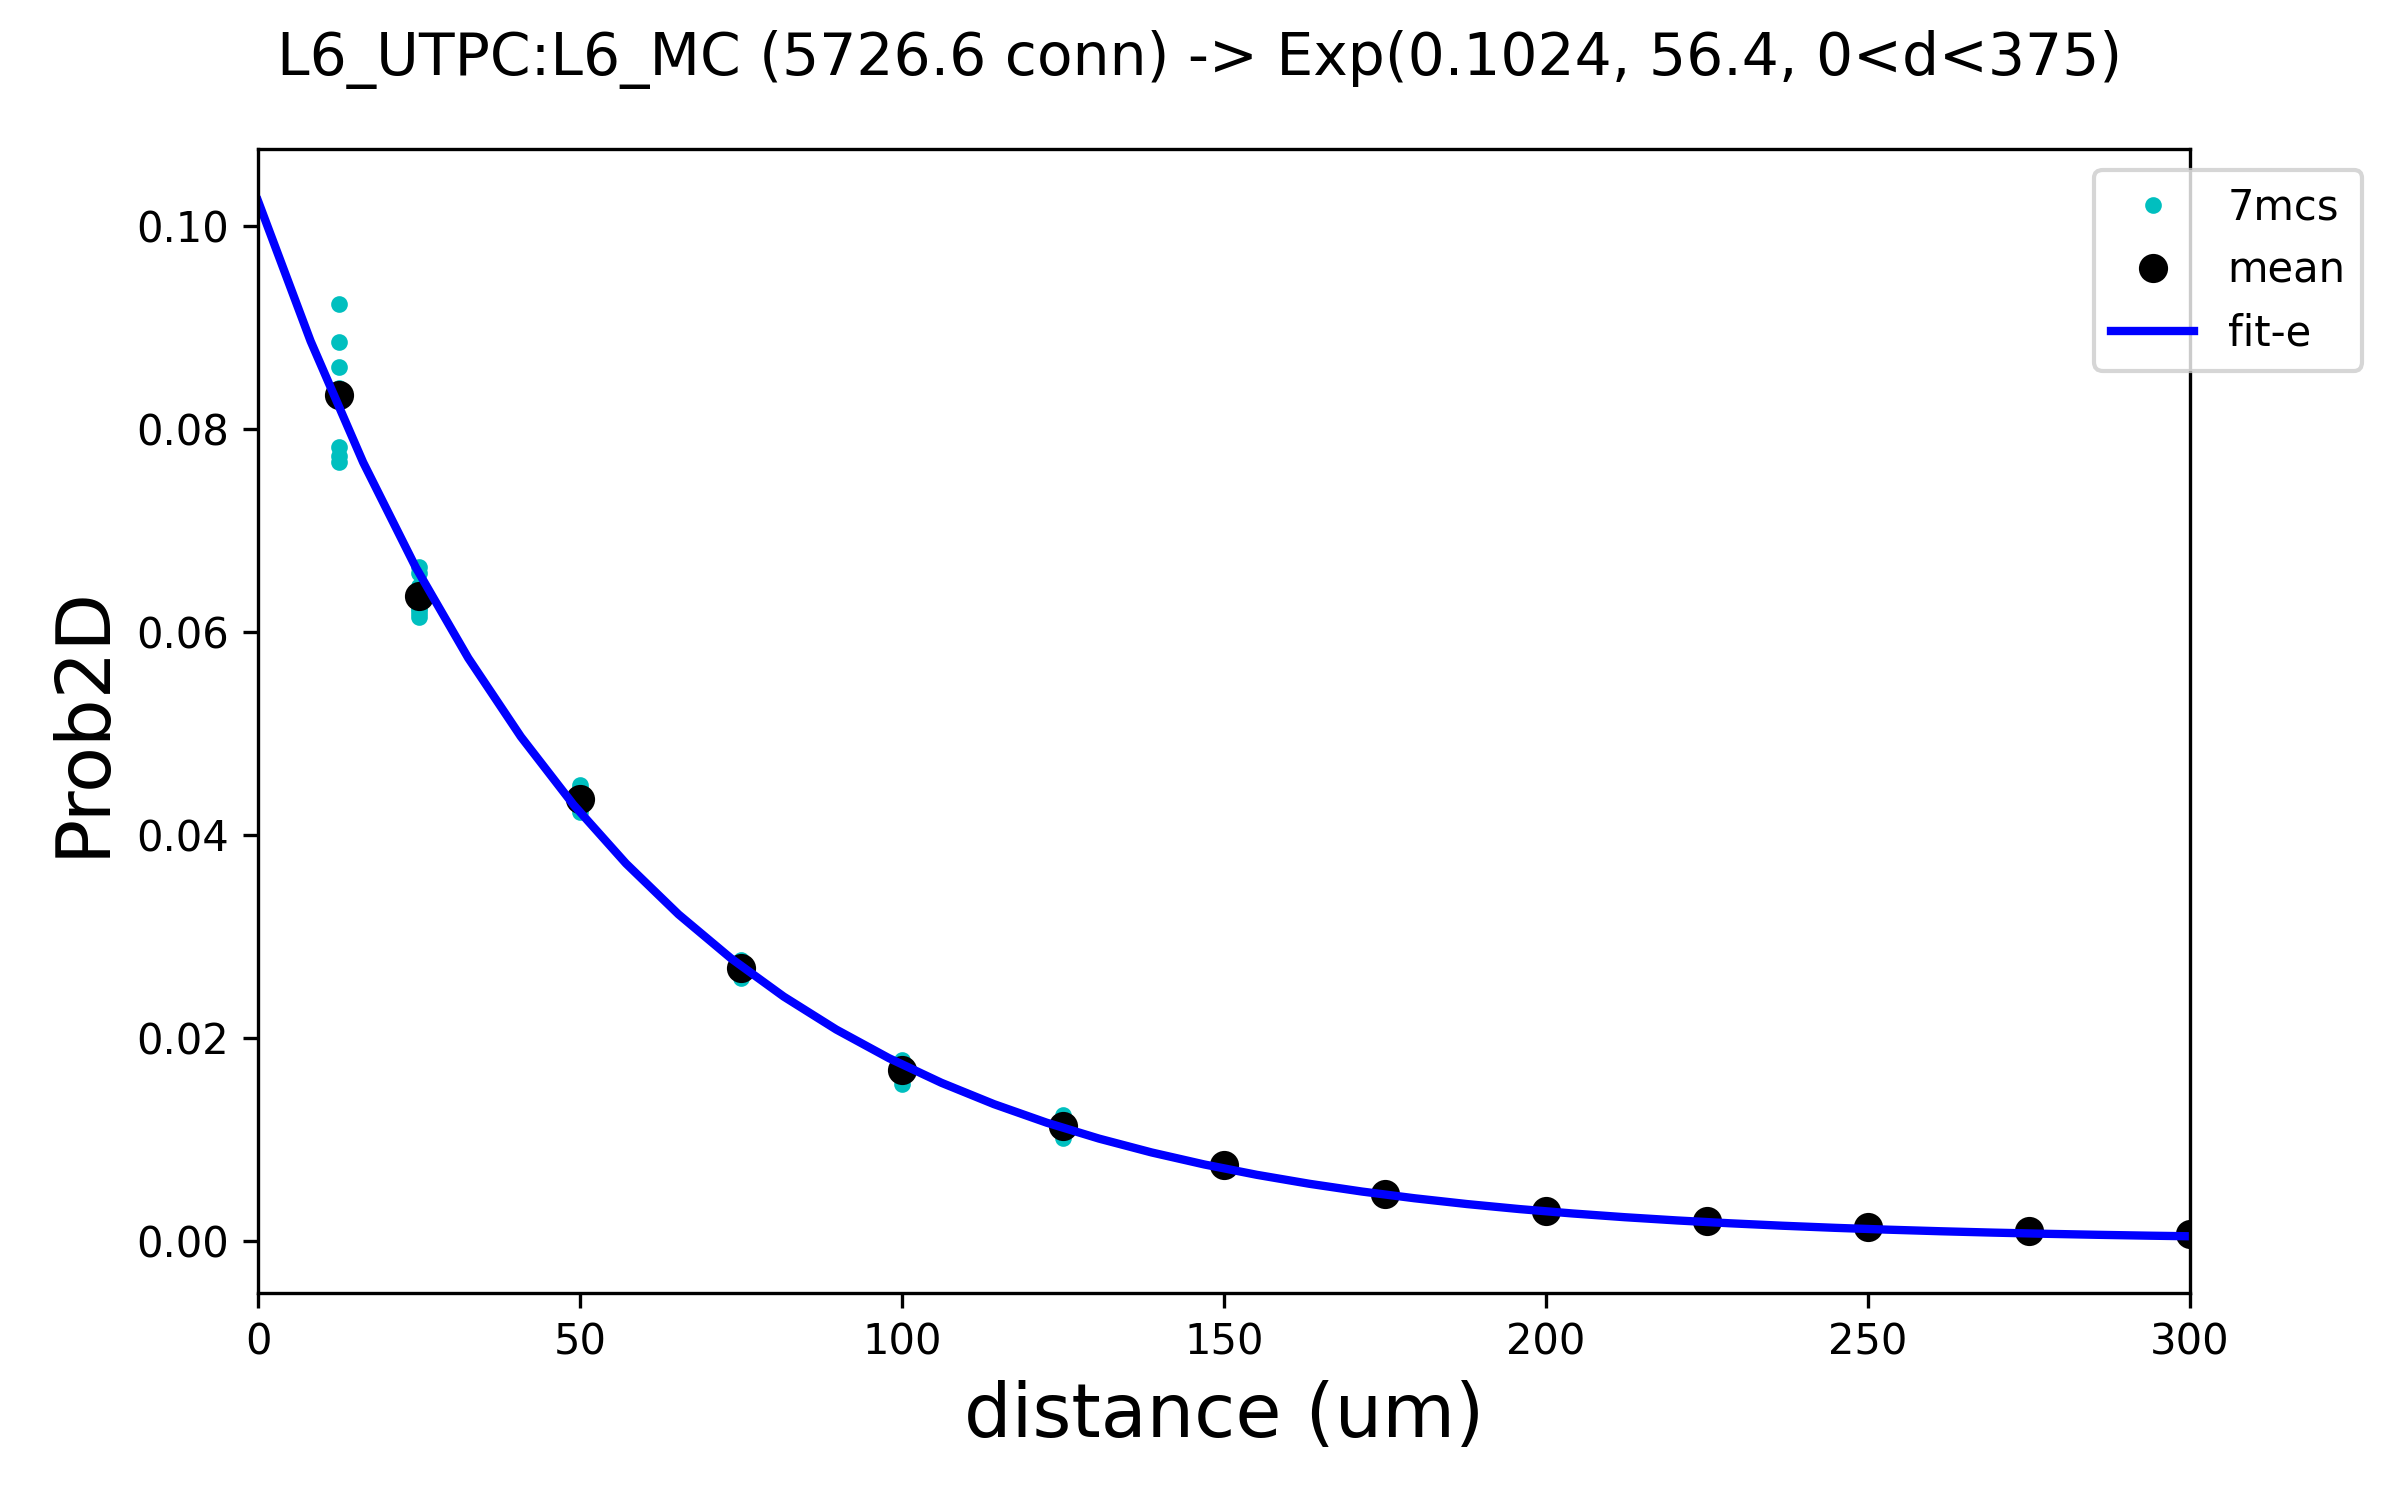 L6_UTPC:L6_MC (5726.6 conn) -> Exp(0.1024, 56.4, 0<d<375)
7mcs
mean
fit-e
Prob2D
0.10
0.08
0.06
0.04
0.02
0.00
0 50 100 150 200 250 300
distance (um)